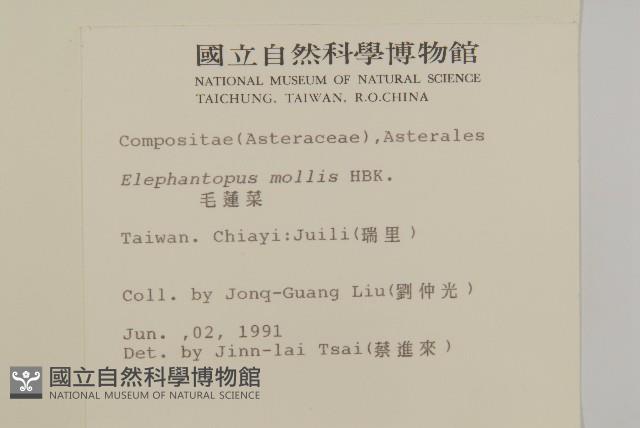 國立自然科學博物館
NATIONAL MUSEUM OF NATURAL SCIENCE
TAICHUNG, TAIWAN, R.O.CHINA
Compositae(Asteraceae),Asterales
Elephantopus mollis HBK.
毛蓮菜
Taiwan. Chiayi:Juili(瑞里)
Coll. by Jonq-Guang Liu(劉仲光)
Jun. ,02, 1991
Det. by Jinn-lai Tsai(蔡進來)
國立自然科學博物館
NATIONAL MUSEUM OF NATURAL SCIENCE